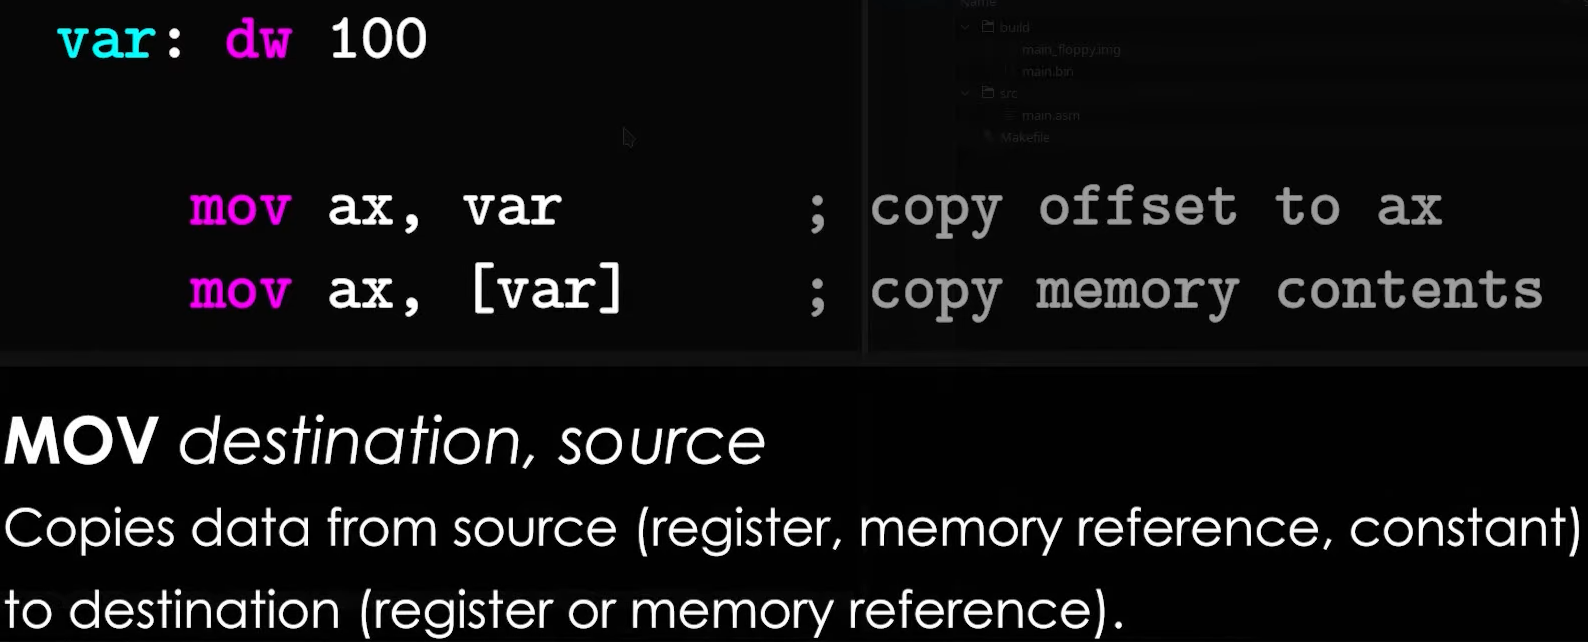 Name
build
main_floppy.img
main.bin
src
main.asm
Makefile
var: dw 100
mov ax, var ; copy offset to ax
mov ax, [var] ; copy memory contents
MOV destination, source
Copies data from source (register, memory reference, constant)
to destination (register or memory reference).